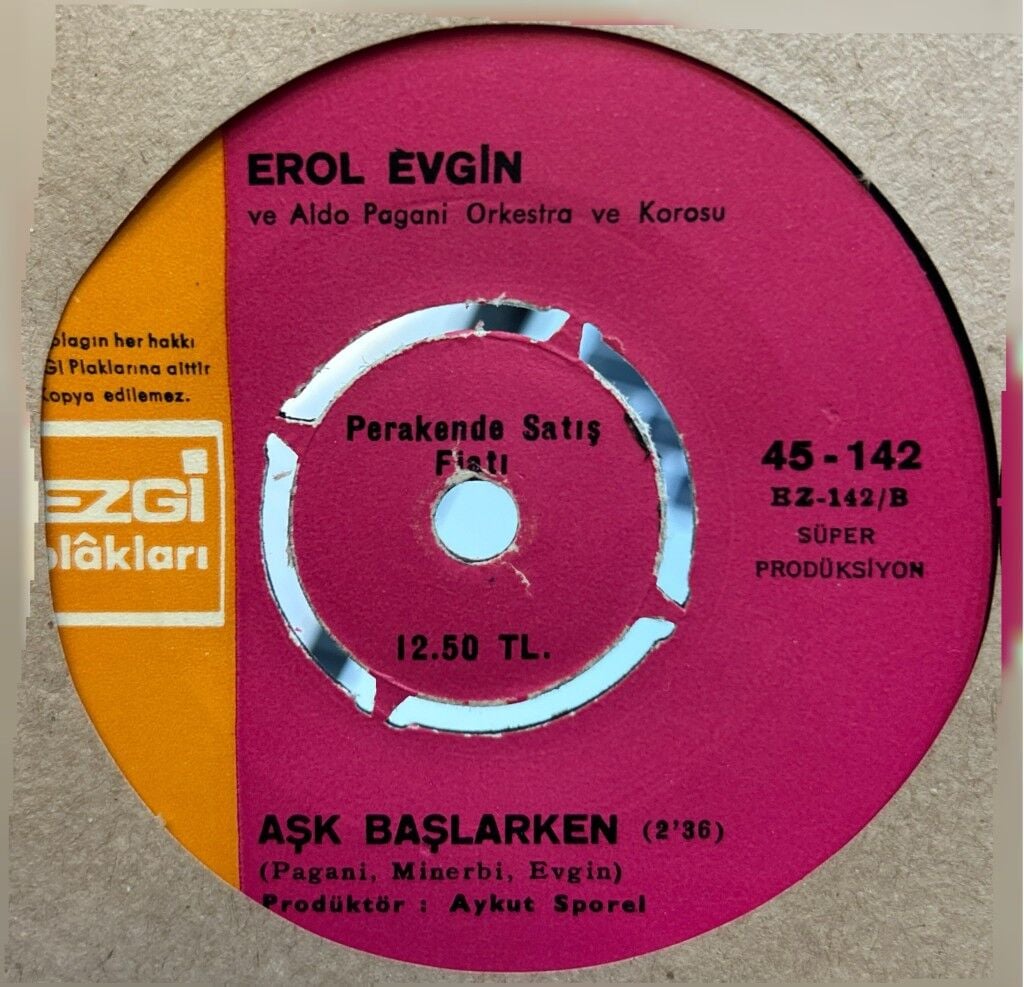 EROL EVGİN
ve Aldo Pagani Orkestra ve Korosu
plağın her hakkı
Gİ Plaklarına aittir
Kopya edilemez.
EZGİ
plâkları
Perakende Satış
Fiatı
12.50 TL.
45-142
EZ-142/B
SÜPER
PRODÜKSİYON
AŞK BAŞLARKEN (2'36)
(Pagani, Minerbi, Evgin)
Prodüktör : Aykut Sporel